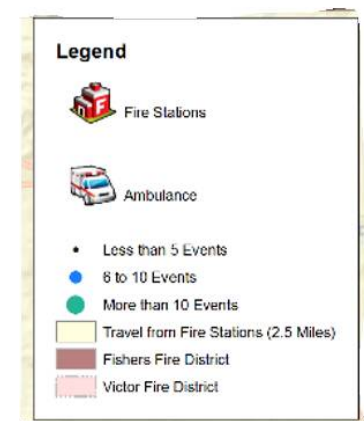 Legend
F
Fire Stations
Ambulance
Less than 5 Events
6 to 10 Events
More than 10 Events
Travel from Fire Stations (2.5 Miles)
Fishers Fire District
Victor Fire District